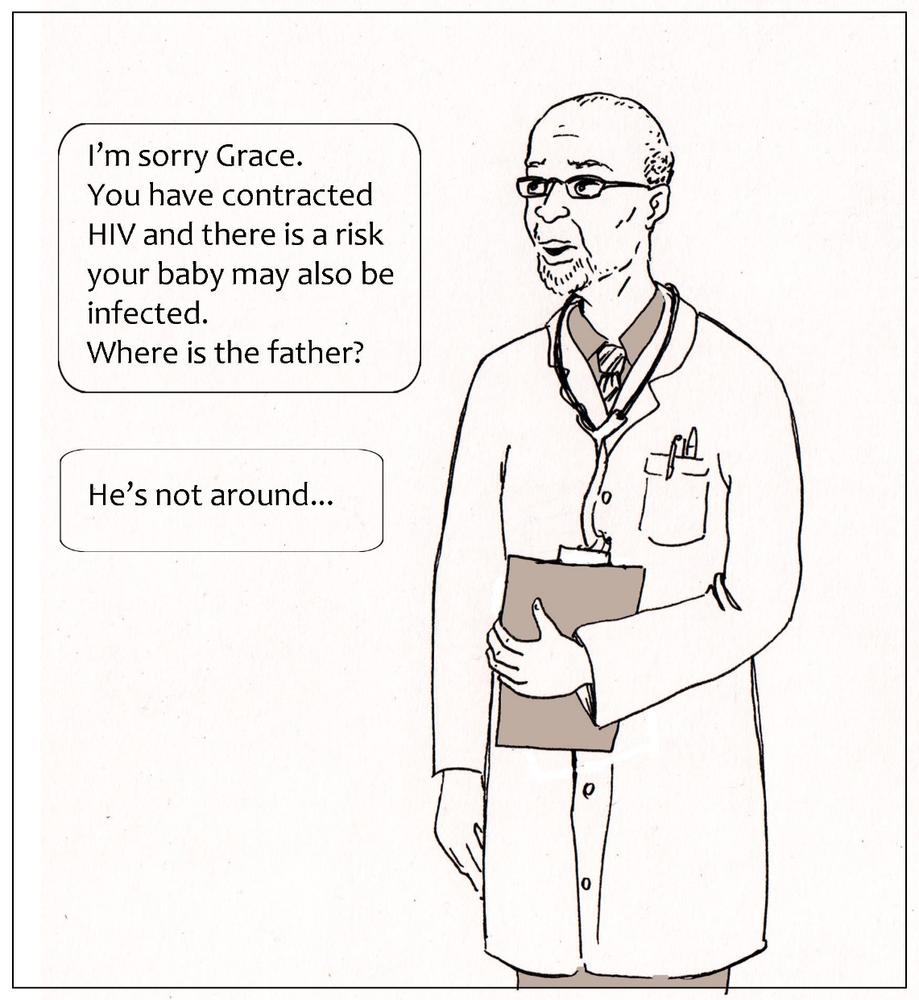 I'm sorry Grace.
You have contracted
HIV and there is a risk
your baby may also be
infected.
Where is the father?
He's not around...